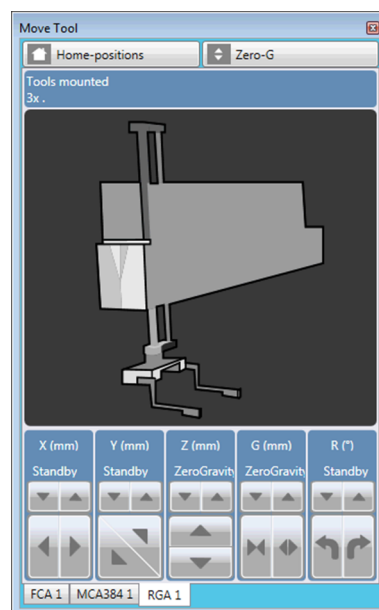 Move Tool
Home-positions
Zero-G
Tools mounted
3x .
X (mm) Y (mm) Z (mm) G (mm) R (°)
Standby Standby ZeroGravity ZeroGravity Standby
FCA 1 MCA384 1 RGA 1